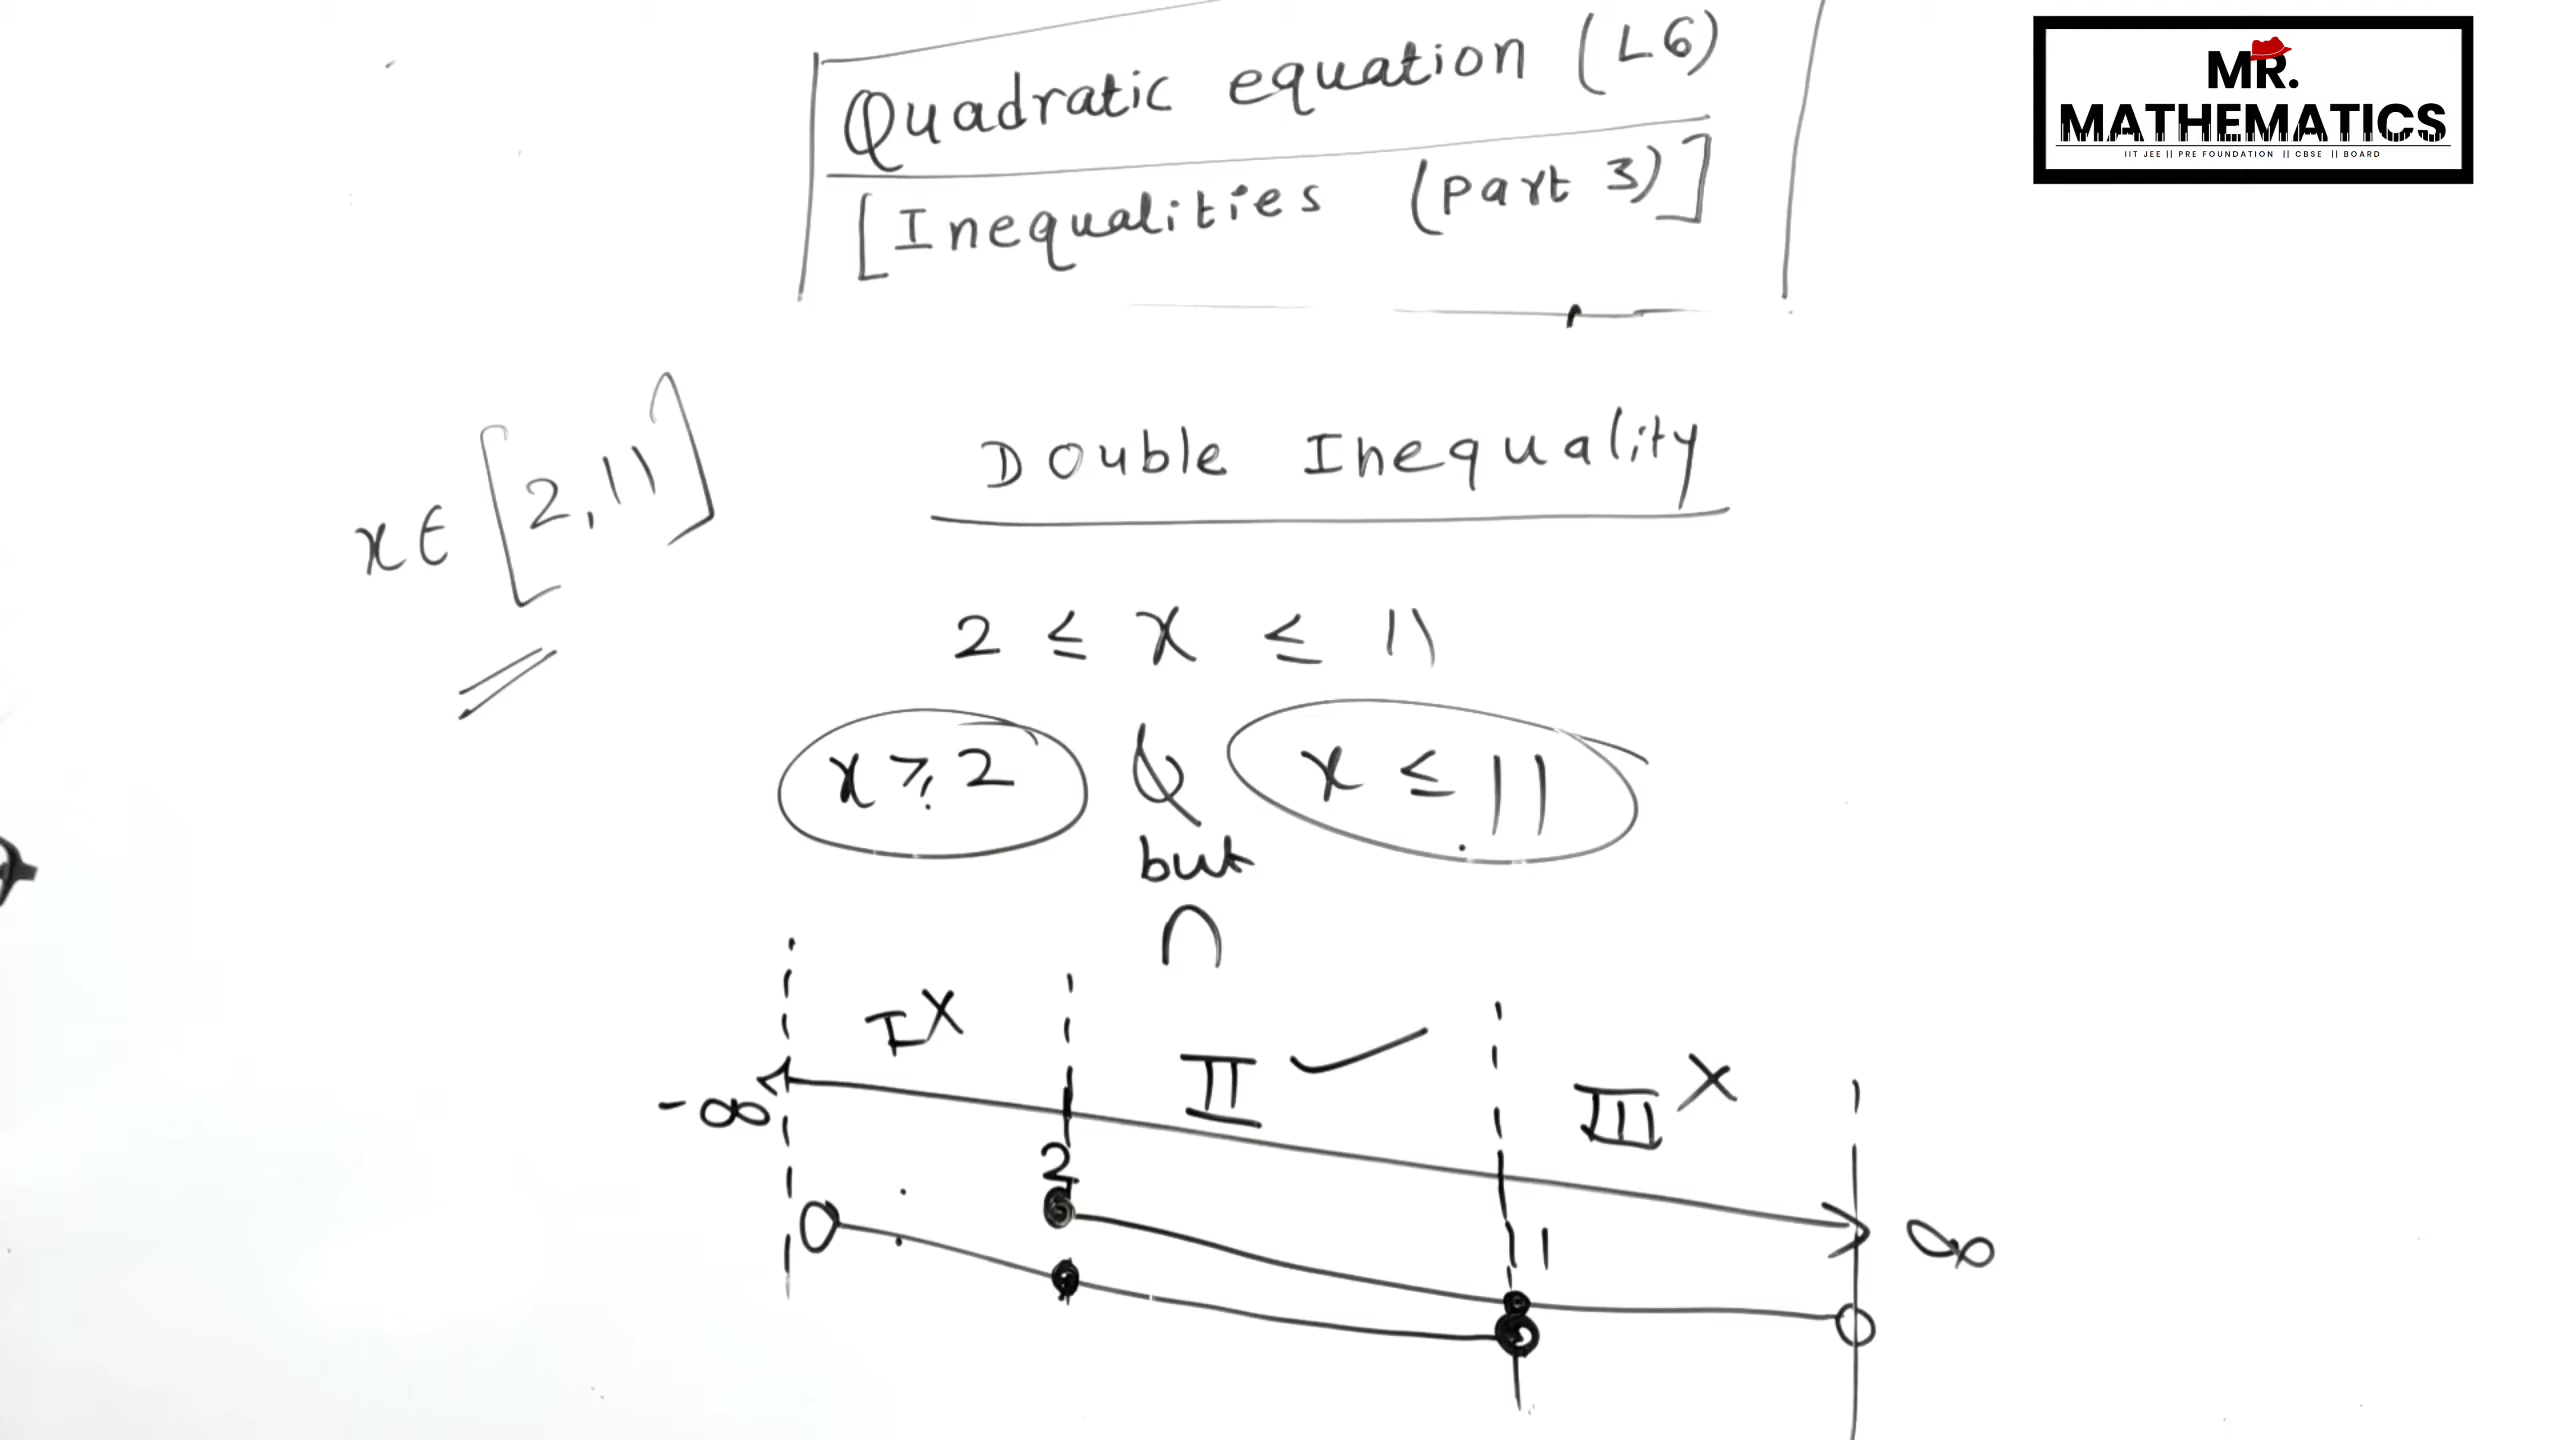 Quadratic equation (L6)
[Inequalities (part 3)]
MR.
MATHEMATICS
IIT JEE || PRE FOUNDATION || CBSE || BOARD
Double Inequality
x ∈ [2, 11]
2 ≤ x ≤ 11
x ≥ 2 & x ≤ 11
but
∩
I X II ✓ III X
-∞ 2 11 ∞